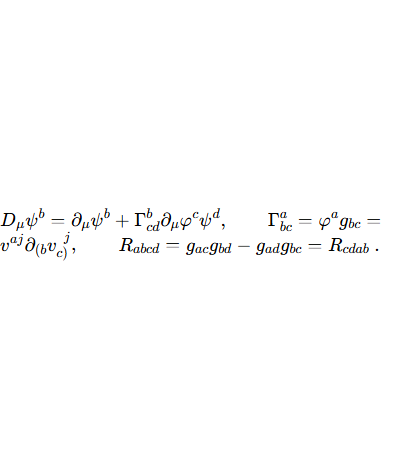 $D_\mu \psi^b = \partial_\mu \psi^b + \Gamma^b_{cd} \partial_\mu \varphi^c \psi^d, \qquad \Gamma^a_{bc} = \varphi^a g_{bc} =$
$v^{aj} \partial_{(b} v_{c)}^{\;\;j}, \qquad R_{abcd} = g_{ac} g_{bd} - g_{ad} g_{bc} = R_{cdab} \; .$